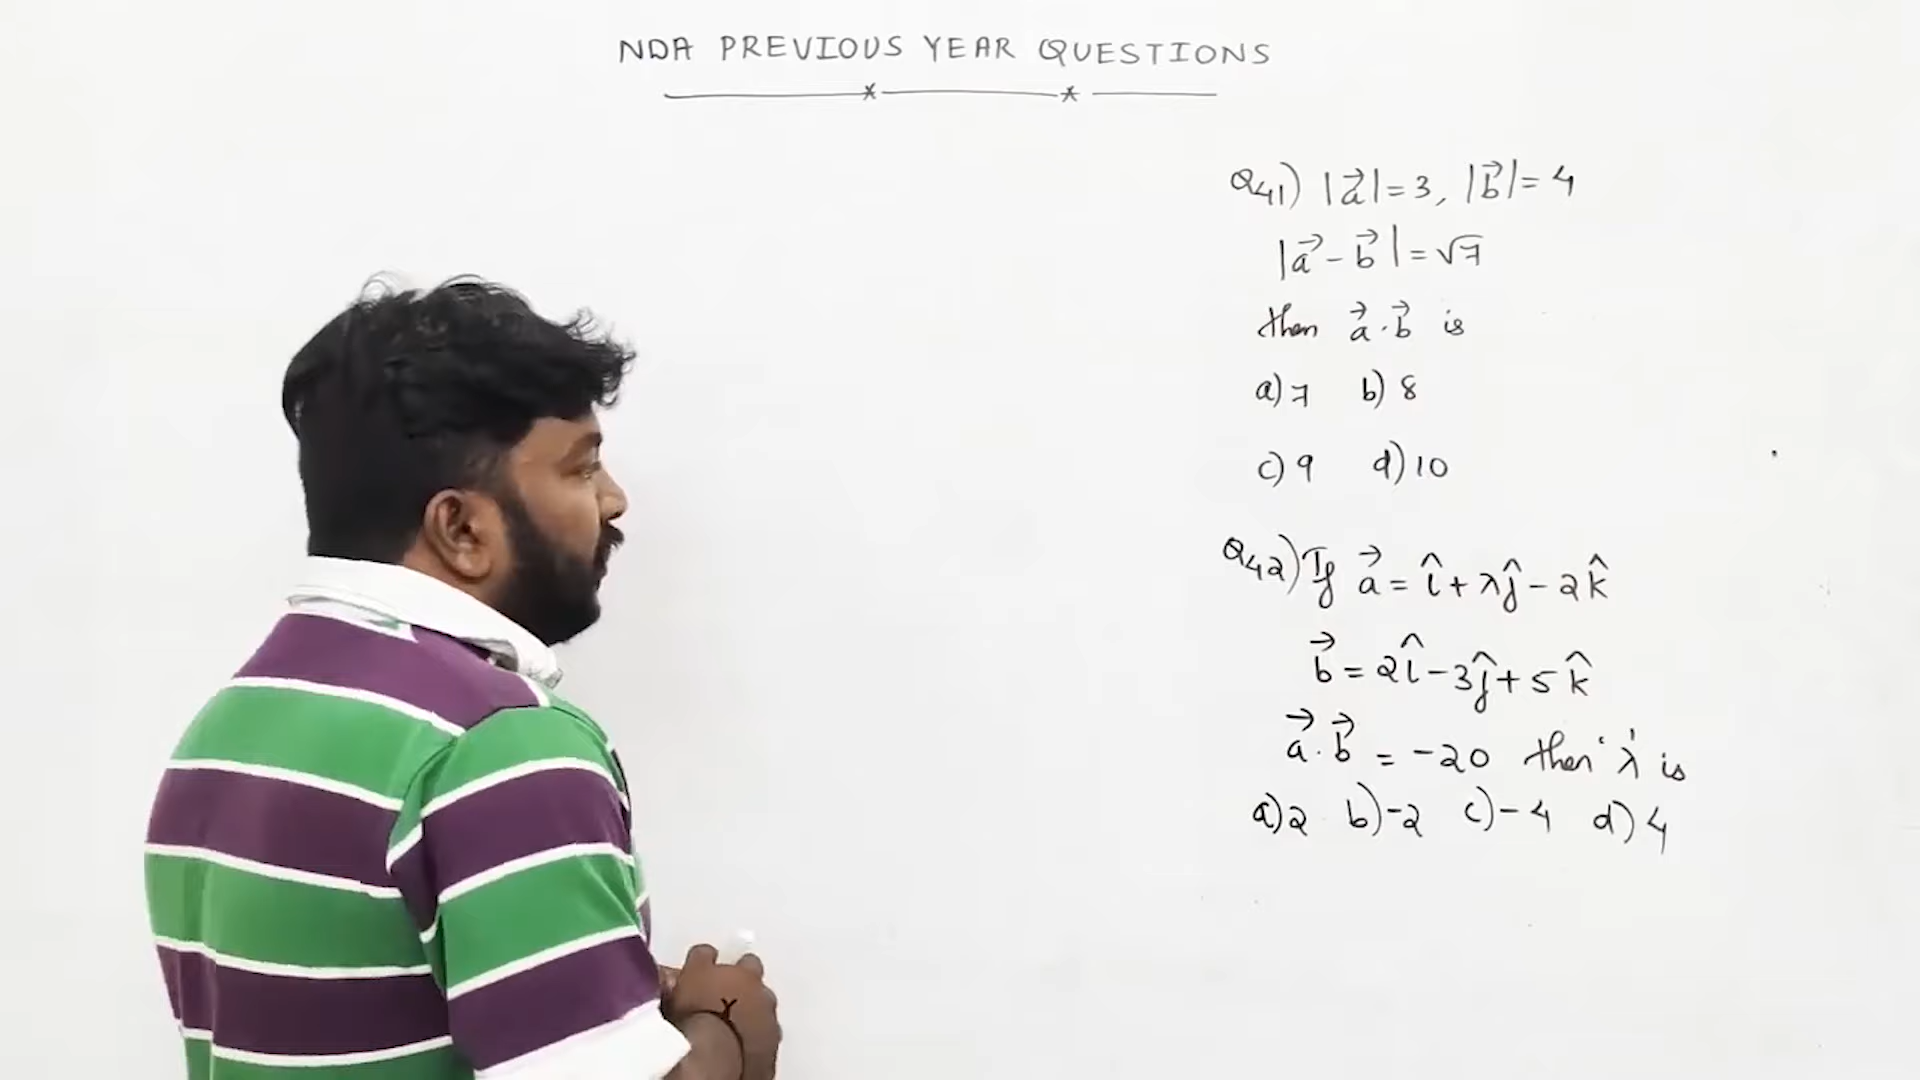 NDA PREVIOUS YEAR QUESTIONS
Q41) |a⃗|=3, |b⃗|=4
|a⃗-b⃗|=√7
then a⃗.b⃗ is
a)7 b)8
c)9 d)10
Q42) If a⃗=î+λĵ-2k̂
b⃗=2î-3ĵ+5k̂
a⃗.b⃗ = -20 then 'λ' is
a)2 b)-2 c)-4 d)4